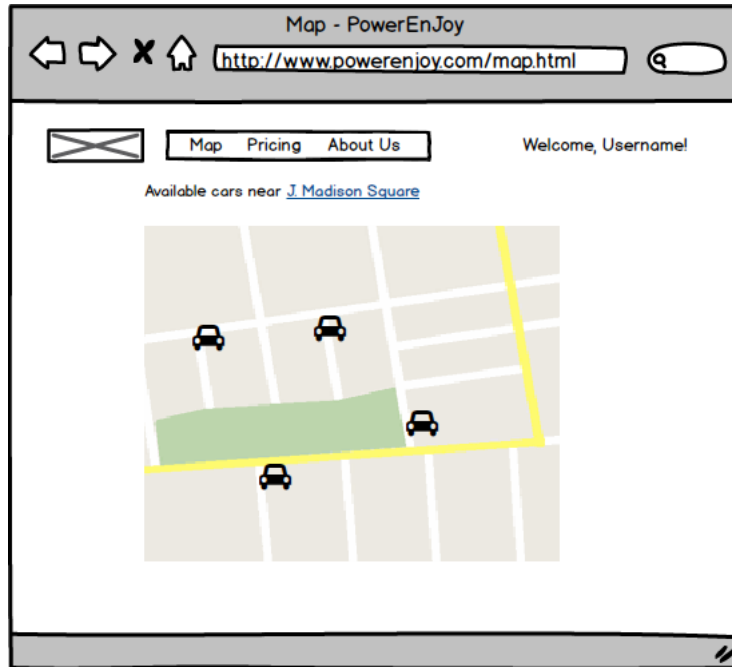 Map - PowerEnJoy
http://www.powerenjoy.com/map.html
Map Pricing About Us
Welcome, Username!
Available cars near J. Madison Square